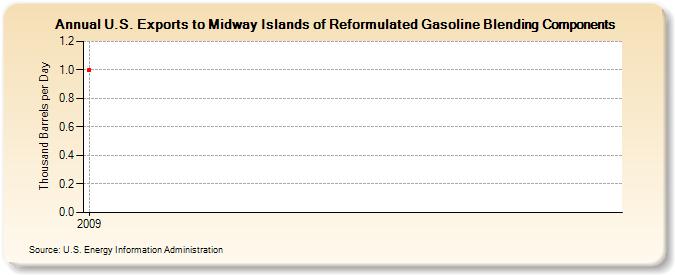 Annual U.S. Exports to Midway Islands of Reformulated Gasoline Blending Components
Thousand Barrels per Day
1.2
1.0
0.8
0.6
0.4
0.2
0.0
2009
Source: U.S. Energy Information Administration